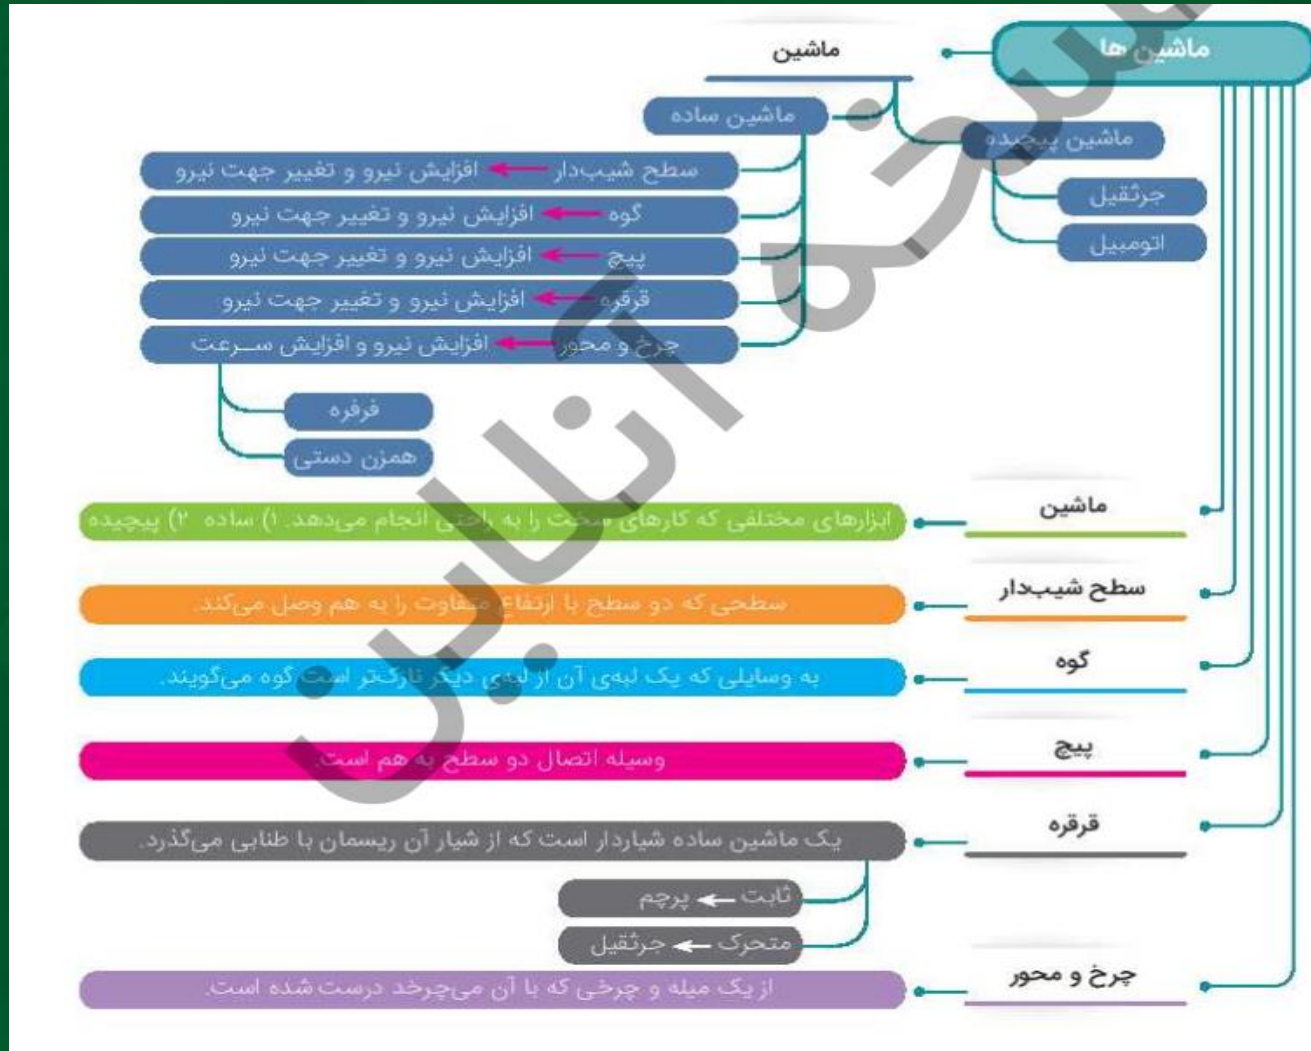 ماشین ها
ماشین
ماشین پیچیده
جرثقیل
اتومبیل
ماشین ساده
سطح شیب‌دار ← افزایش نیرو و تغییر جهت نیرو
گوه ← افزایش نیرو و تغییر جهت نیرو
پیچ ← افزایش نیرو و تغییر جهت نیرو
قرقره ← افزایش نیرو و تغییر جهت نیرو
چرخ و محور ← افزایش نیرو و افزایش ســرعت
فرفره
همزن دستی
ماشین
ابزارهای مختلفی که کارهای سخت را به راحتی انجام می‌دهد. ۱) ساده ۲) پیچیده
سطح شیب‌دار
سطحی که دو سطح با ارتفاع متفاوت را به هم وصل می‌کند.
گوه
به وسایلی که یک لبه‌ی آن از لبه‌ی دیگر نازک‌تر است گوه می‌گویند.
پیچ
وسیله اتصال دو سطح به هم است.
قرقره
یک ماشین ساده شیاردار است که از شیار آن ریسمان با طنابی می‌گذرد.
ثابت ← پرچم
متحرک ← جرثقیل
چرخ و محور
از یک میله و چرخی که با آن می‌چرخد درست شده است.